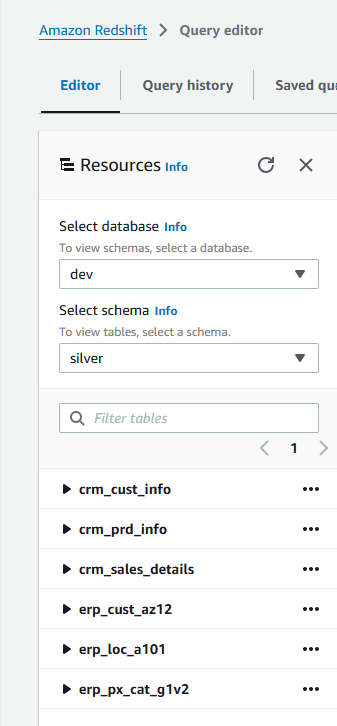 Amazon Redshift > Query editor
Editor Query history Saved qu
Resources Info
Select database Info
To view schemas, select a database.
dev
Select schema Info
To view tables, select a schema.
silver
Filter tables
1
crm_cust_info
crm_prd_info
crm_sales_details
erp_cust_az12
erp_loc_a101
erp_px_cat_g1v2